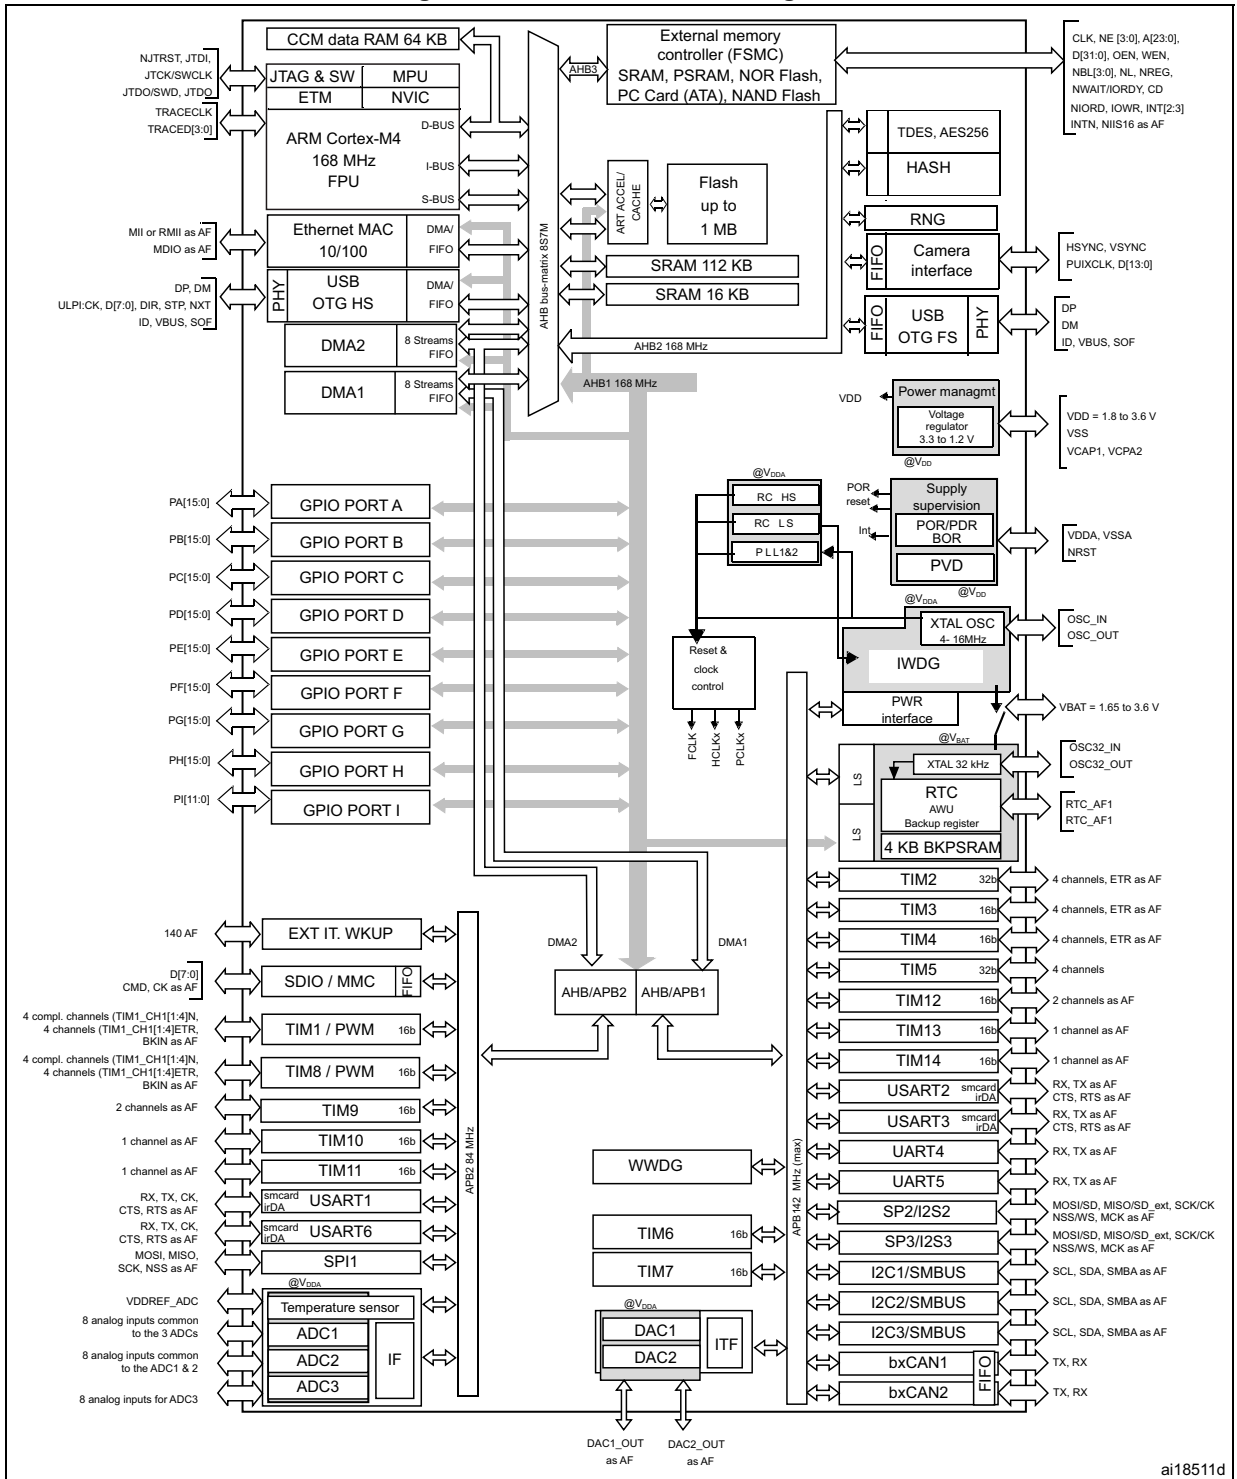 CCM data RAM 64 KB
External memory
controller (FSMC)
SRAM, PSRAM, NOR Flash,
PC Card (ATA), NAND Flash
AHB3
CLK, NE [3:0], A[23:0],
D[31:0], OEN, WEN,
NBL[3:0], NL, NREG,
NWAIT/IORDY, CD
NIORD, IOWR, INT[2:3]
INTN, NIIS16 as AF
NJTRST, JTDI,
JTCK/SWCLK
JTDO/SWD, JTDO
TRACECLK
TRACED[3:0]
JTAG & SW
MPU
ETM
NVIC
ARM Cortex-M4
168 MHz
FPU
D-BUS
I-BUS
S-BUS
AHB bus-matrix 8S7M
ART ACCEL/
CACHE
Flash
up to
1 MB
SRAM 112 KB
SRAM 16 KB
AHB2 168 MHz
AHB1 168 MHz
TDES, AES256
HASH
RNG
FIFO
Camera
interface
HSYNC, VSYNC
PUIXCLK, D[13:0]
FIFO
USB
OTG FS
PHY
DP
DM
ID, VBUS, SOF
MII or RMII as AF
MDIO as AF
Ethernet MAC
10/100
DMA/
FIFO
DP, DM
ULPI:CK, D[7:0], DIR, STP, NXT
ID, VBUS, SOF
PHY
USB
OTG HS
DMA/
FIFO
DMA2
8 Streams
FIFO
DMA1
8 Streams
FIFO
VDD
Power managmt
Voltage
regulator
3.3 to 1.2 V
@VDD
VDD = 1.8 to 3.6 V
VSS
VCAP1, VCPA2
@VDDA
RC HS
RC LS
PLL1&2
POR
reset
Int
Supply
supervision
POR/PDR
BOR
PVD
@VDD
VDDA, VSSA
NRST
@VDDA
XTAL OSC
4- 16MHz
IWDG
OSC_IN
OSC_OUT
PWR
interface
VBAT = 1.65 to 3.6 V
Reset &
clock
control
FCLK
HCLKx
PCLKx
@VBAT
LS
LS
XTAL 32 kHz
RTC
AWU
Backup register
4 KB BKPSRAM
OSC32_IN
OSC32_OUT
RTC_AF1
RTC_AF1
PA[15:0]
GPIO PORT A
PB[15:0]
GPIO PORT B
PC[15:0]
GPIO PORT C
PD[15:0]
GPIO PORT D
PE[15:0]
GPIO PORT E
PF[15:0]
GPIO PORT F
PG[15:0]
GPIO PORT G
PH[15:0]
GPIO PORT H
PI[11:0]
GPIO PORT I
DMA2
DMA1
AHB/APB2
AHB/APB1
140 AF
EXT IT. WKUP
D[7:0]
CMD, CK as AF
SDIO / MMC
FIFO
4 compl. channels (TIM1_CH1[1:4]N,
4 channels (TIM1_CH1[1:4]ETR,
BKIN as AF
TIM1 / PWM 16b
4 compl. channels (TIM1_CH1[1:4]N,
4 channels (TIM1_CH1[1:4]ETR,
BKIN as AF
TIM8 / PWM 16b
2 channels as AF
TIM9 16b
1 channel as AF
TIM10 16b
1 channel as AF
TIM11 16b
RX, TX, CK,
CTS, RTS as AF
smcard
irDA
USART1
RX, TX, CK,
CTS, RTS as AF
smcard
irDA
USART6
MOSI, MISO,
SCK, NSS as AF
SPI1
@VDDA
VDDREF_ADC
Temperature sensor
8 analog inputs common
to the 3 ADCs
ADC1
8 analog inputs common
to the ADC1 & 2
ADC2
IF
8 analog inputs for ADC3
ADC3
APB2 84 MHz
WWDG
TIM6 16b
TIM7 16b
@VDDA
DAC1
DAC2
ITF
DAC1_OUT
as AF
DAC2_OUT
as AF
APB142 MHz (max)
TIM2 32b
4 channels, ETR as AF
TIM3 16b
4 channels, ETR as AF
TIM4 16b
4 channels, ETR as AF
TIM5 32b
4 channels
TIM12 16b
2 channels as AF
TIM13 16b
1 channel as AF
TIM14 16b
1 channel as AF
USART2
smcard
irDA
RX, TX as AF
CTS, RTS as AF
USART3
smcard
irDA
RX, TX as AF
CTS, RTS as AF
UART4
RX, TX as AF
UART5
RX, TX as AF
SP2/I2S2
MOSI/SD, MISO/SD_ext, SCK/CK
NSS/WS, MCK as AF
SP3/I2S3
MOSI/SD, MISO/SD_ext, SCK/CK
NSS/WS, MCK as AF
I2C1/SMBUS
SCL, SDA, SMBA as AF
I2C2/SMBUS
SCL, SDA, SMBA as AF
I2C3/SMBUS
SCL, SDA, SMBA as AF
bxCAN1
FIFO
TX, RX
bxCAN2
TX, RX
ai18511d